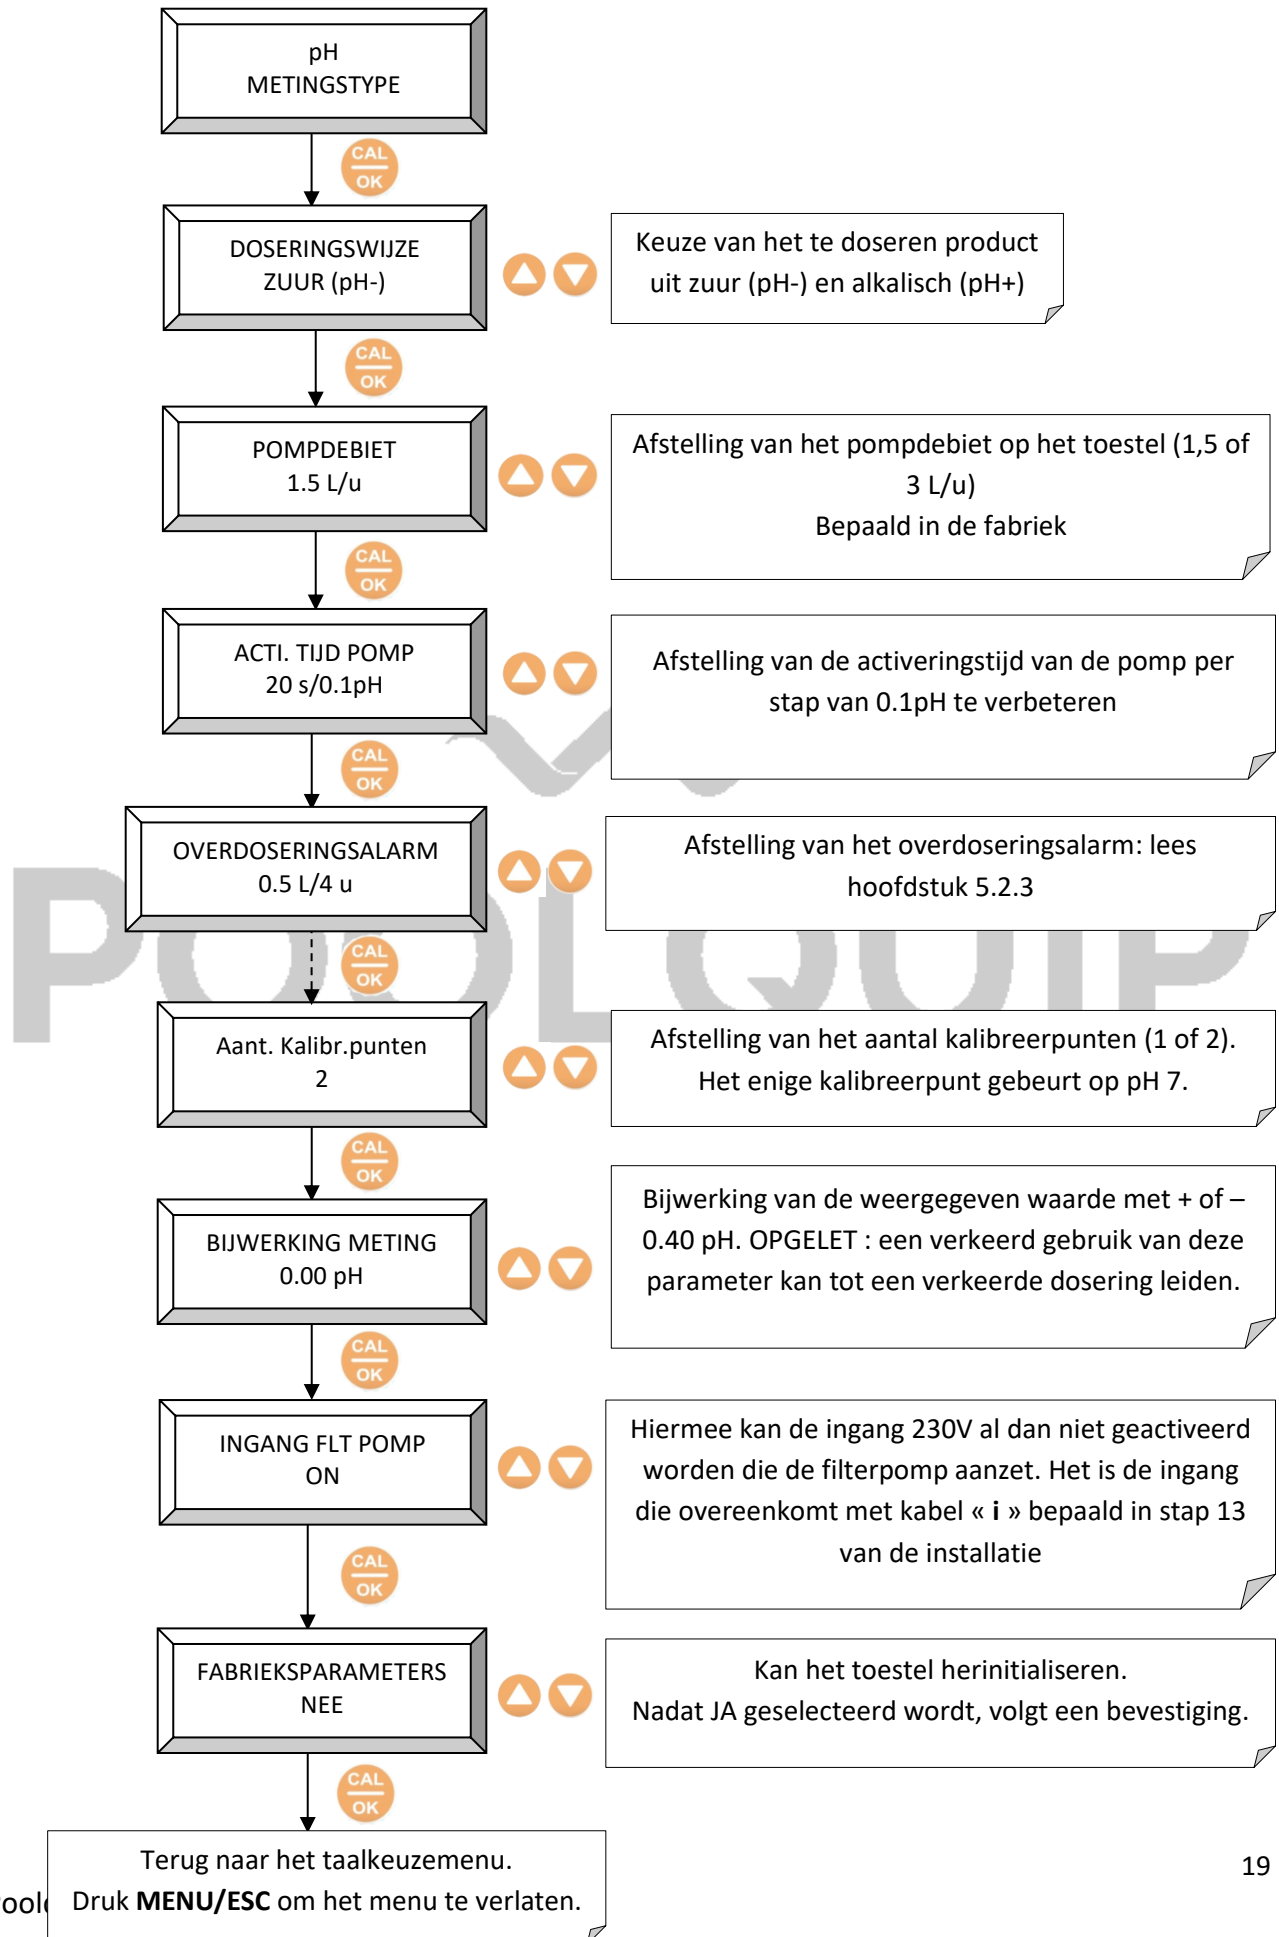 pH
METINGSTYPE
CAL
OK
DOSERINGSWIJZE
ZUUR (pH-)
Keuze van het te doseren product
uit zuur (pH-) en alkalisch (pH+)
CAL
OK
POMPDEBIET
1.5 L/u
Afstelling van het pompdebiet op het toestel (1,5 of
3 L/u)
Bepaald in de fabriek
CAL
OK
ACTI. TIJD POMP
20 s/0.1pH
Afstelling van de activeringstijd van de pomp per
stap van 0.1pH te verbeteren
CAL
OK
OVERDOSERINGSALARM
0.5 L/4 u
Afstelling van het overdoseringsalarm: lees
hoofdstuk 5.2.3
POOLQUIP
CAL
OK
Aant. Kalibr.punten
2
Afstelling van het aantal kalibreerpunten (1 of 2).
Het enige kalibreerpunt gebeurt op pH 7.
CAL
OK
BIJWERKING METING
0.00 pH
Bijwerking van de weergegeven waarde met + of –
0.40 pH. OPGELET : een verkeerd gebruik van deze
parameter kan tot een verkeerde dosering leiden.
CAL
OK
INGANG FLT POMP
ON
Hiermee kan de ingang 230V al dan niet geactiveerd
worden die de filterpomp aanzet. Het is de ingang
die overeenkomt met kabel « i » bepaald in stap 13
van de installatie
CAL
OK
FABRIEKSPARAMETERS
NEE
Kan het toestel herinitialiseren.
Nadat JA geselecteerd wordt, volgt een bevestiging.
CAL
OK
Terug naar het taalkeuzemenu.
Druk MENU/ESC om het menu te verlaten.
19